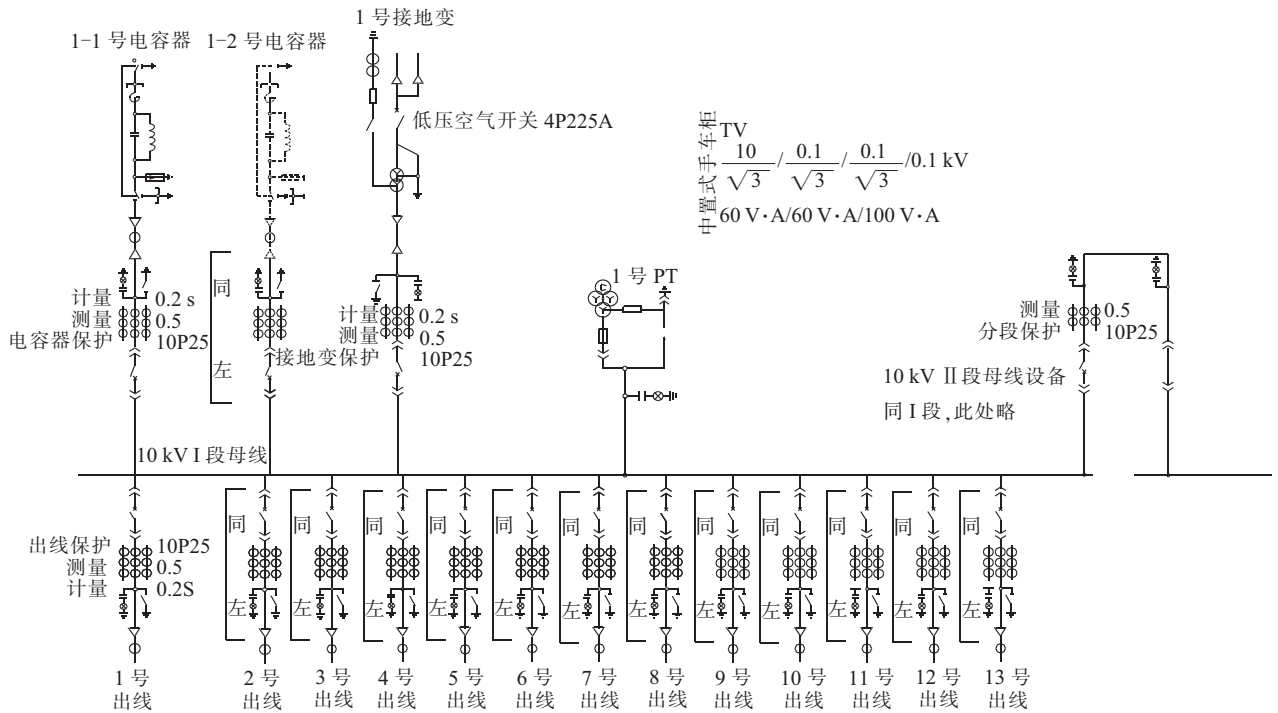 1号接地变
1-1号电容器
1-2号电容器
低压空气开关 4P225A
中置式手车柜
TV
10/√3 / 0.1/√3 / 0.1/√3 /0.1 kV
60 V·A/60 V·A/100 V·A
同
左
计量 0.2 s
测量 0.5
电容器保护 10P25
计量 0.2 s
测量 0.5
接地变保护 10P25
C
Y Y
1号 PT
测量 0.5
分段保护 10P25
10 kV Ⅱ段母线设备
同 I 段,此处略
10 kV I 段母线
出线保护 10P25
测量 0.5
计量 0.2S
同 同 同 同 同 同 同 同 同 同 同 同
左 左 左 左 左 左 左 左 左 左 左 左
1号 2号 3号 4号 5号 6号 7号 8号 9号 10号 11号 12号 13号
出线 出线 出线 出线 出线 出线 出线 出线 出线 出线 出线 出线 出线